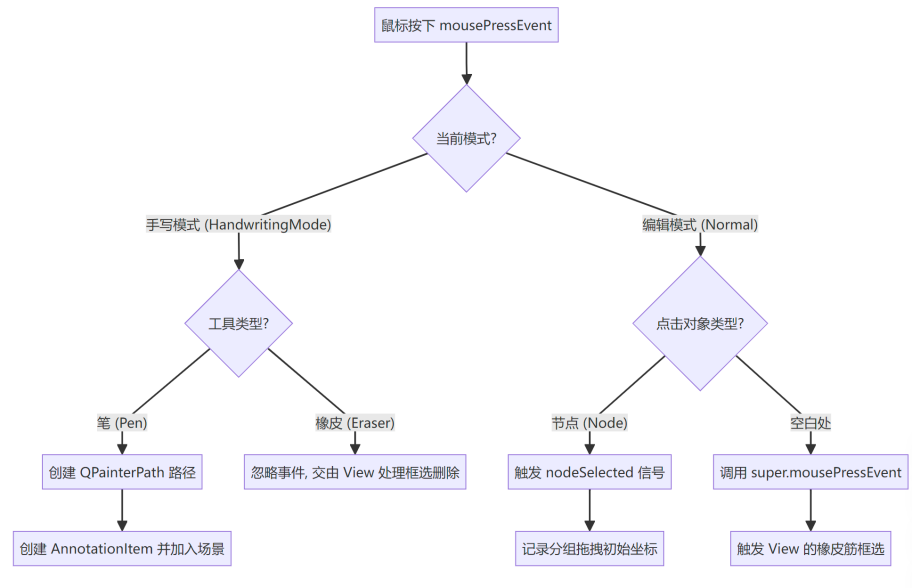 鼠标按下 mousePressEvent
当前模式?
手写模式 (HandwritingMode)
编辑模式 (Normal)
工具类型?
点击对象类型?
笔 (Pen)
橡皮 (Eraser)
节点 (Node)
空白处
创建 QPainterPath 路径
忽略事件, 交由 View 处理框选删除
触发 nodeSelected 信号
调用 super.mousePressEvent
创建 AnnotationItem 并加入场景
记录分组拖拽初始坐标
触发 View 的橡皮筋框选